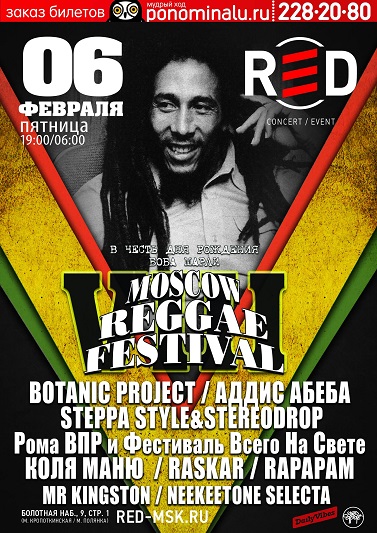 заказ билетов мудрый ход ponominalu.ru 228-20-80
06
ФЕВРАЛЯ
пятница
19:00/06:00
RED
CONCERT / EVENT
В ЧЕСТЬ ДНЯ РОЖДЕНИЯ
БОБА МАРЛИ
VIII
MOSCOW
REGGAE
FESTIVAL
BOTANIC PROJECT / АДДИС АБЕБА
STEPPA STYLE&STEREODROP
Рома ВПР и Фестиваль Всего На Свете
КОЛЯ МАНЮ / RASKAR / РАРАРАМ
MR KINGSTON / NEEKEETONE SELECTA
БОЛОТНАЯ НАБ., 9, СТР. 1
(М. КРОПОТКИНСКАЯ / М. ПОЛЯНКА)
RED-MSK.RU
DailyVibes